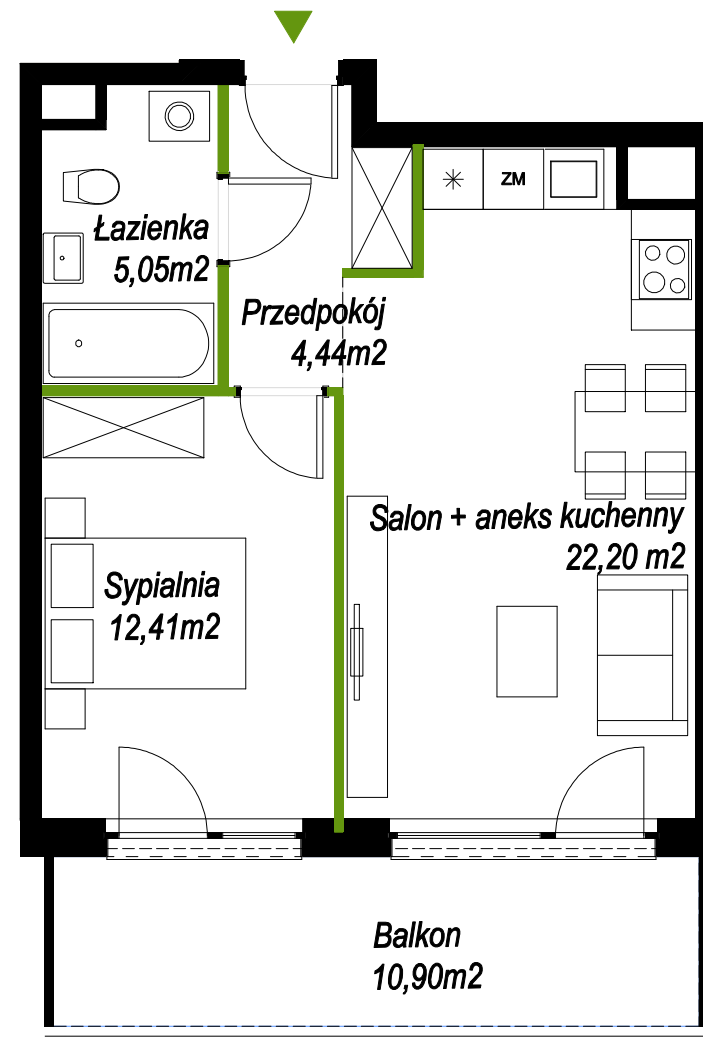 ZM
Łazienka
5,05m2
Przedpokój
4,44m2
Salon + aneks kuchenny
22,20 m2
Sypialnia
12,41m2
Balkon
10,90m2